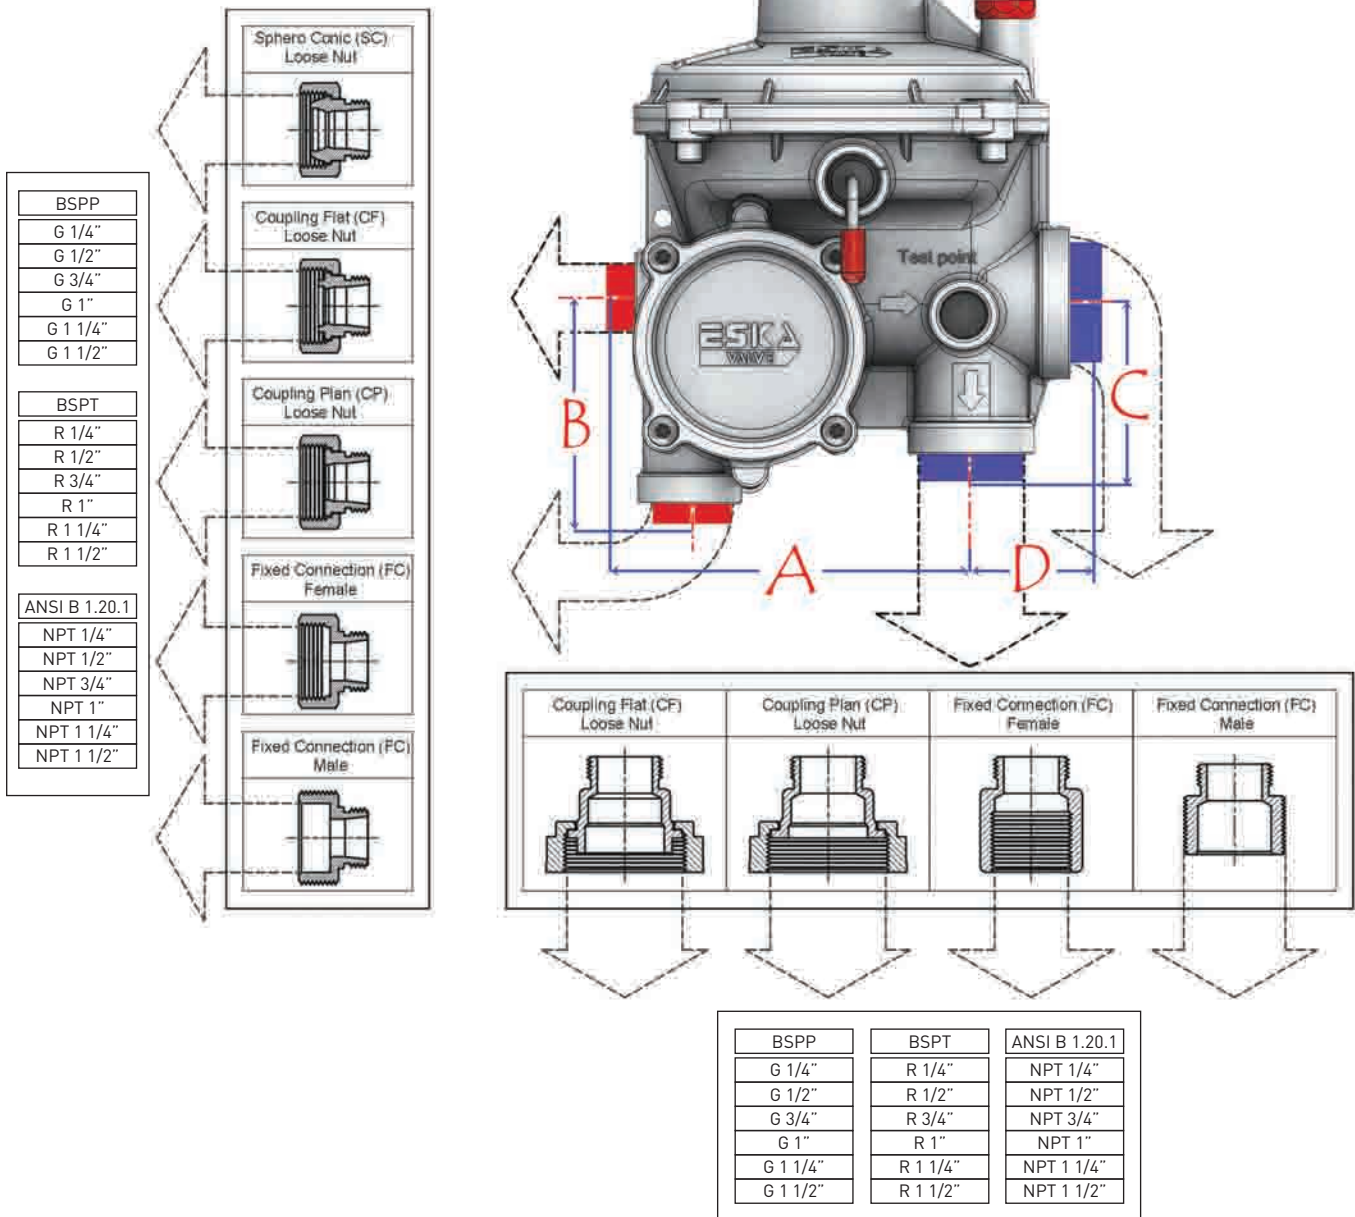 Sphero Conic (SC)
Loose Nut
Coupling Flat (CF)
Loose Nut
Coupling Plan (CP)
Loose Nut
Fixed Connection (FC)
Female
Fixed Connection (FC)
Male
BSPP
G 1/4"
G 1/2"
G 3/4"
G 1"
G 1 1/4"
G 1 1/2"
BSPT
R 1/4"
R 1/2"
R 3/4"
R 1"
R 1 1/4"
R 1 1/2"
ANSI B 1.20.1
NPT 1/4"
NPT 1/2"
NPT 3/4"
NPT 1"
NPT 1 1/4"
NPT 1 1/2"
Test point
ESKA
VALVE
B
C
A
D
Coupling Flat (CF)
Loose Nut
Coupling Plan (CP)
Loose Nut
Fixed Connection (FC)
Female
Fixed Connection (FC)
Male
BSPP
G 1/4"
G 1/2"
G 3/4"
G 1"
G 1 1/4"
G 1 1/2"
BSPT
R 1/4"
R 1/2"
R 3/4"
R 1"
R 1 1/4"
R 1 1/2"
ANSI B 1.20.1
NPT 1/4"
NPT 1/2"
NPT 3/4"
NPT 1"
NPT 1 1/4"
NPT 1 1/2"